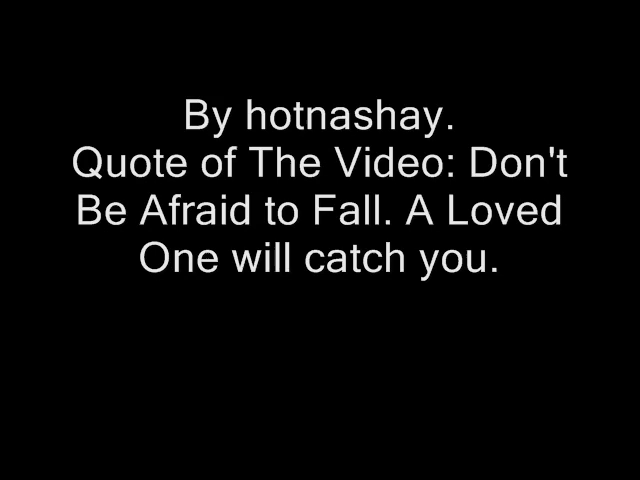 By hotnashay.
Quote of The Video: Don't
Be Afraid to Fall. A Loved
One will catch you.